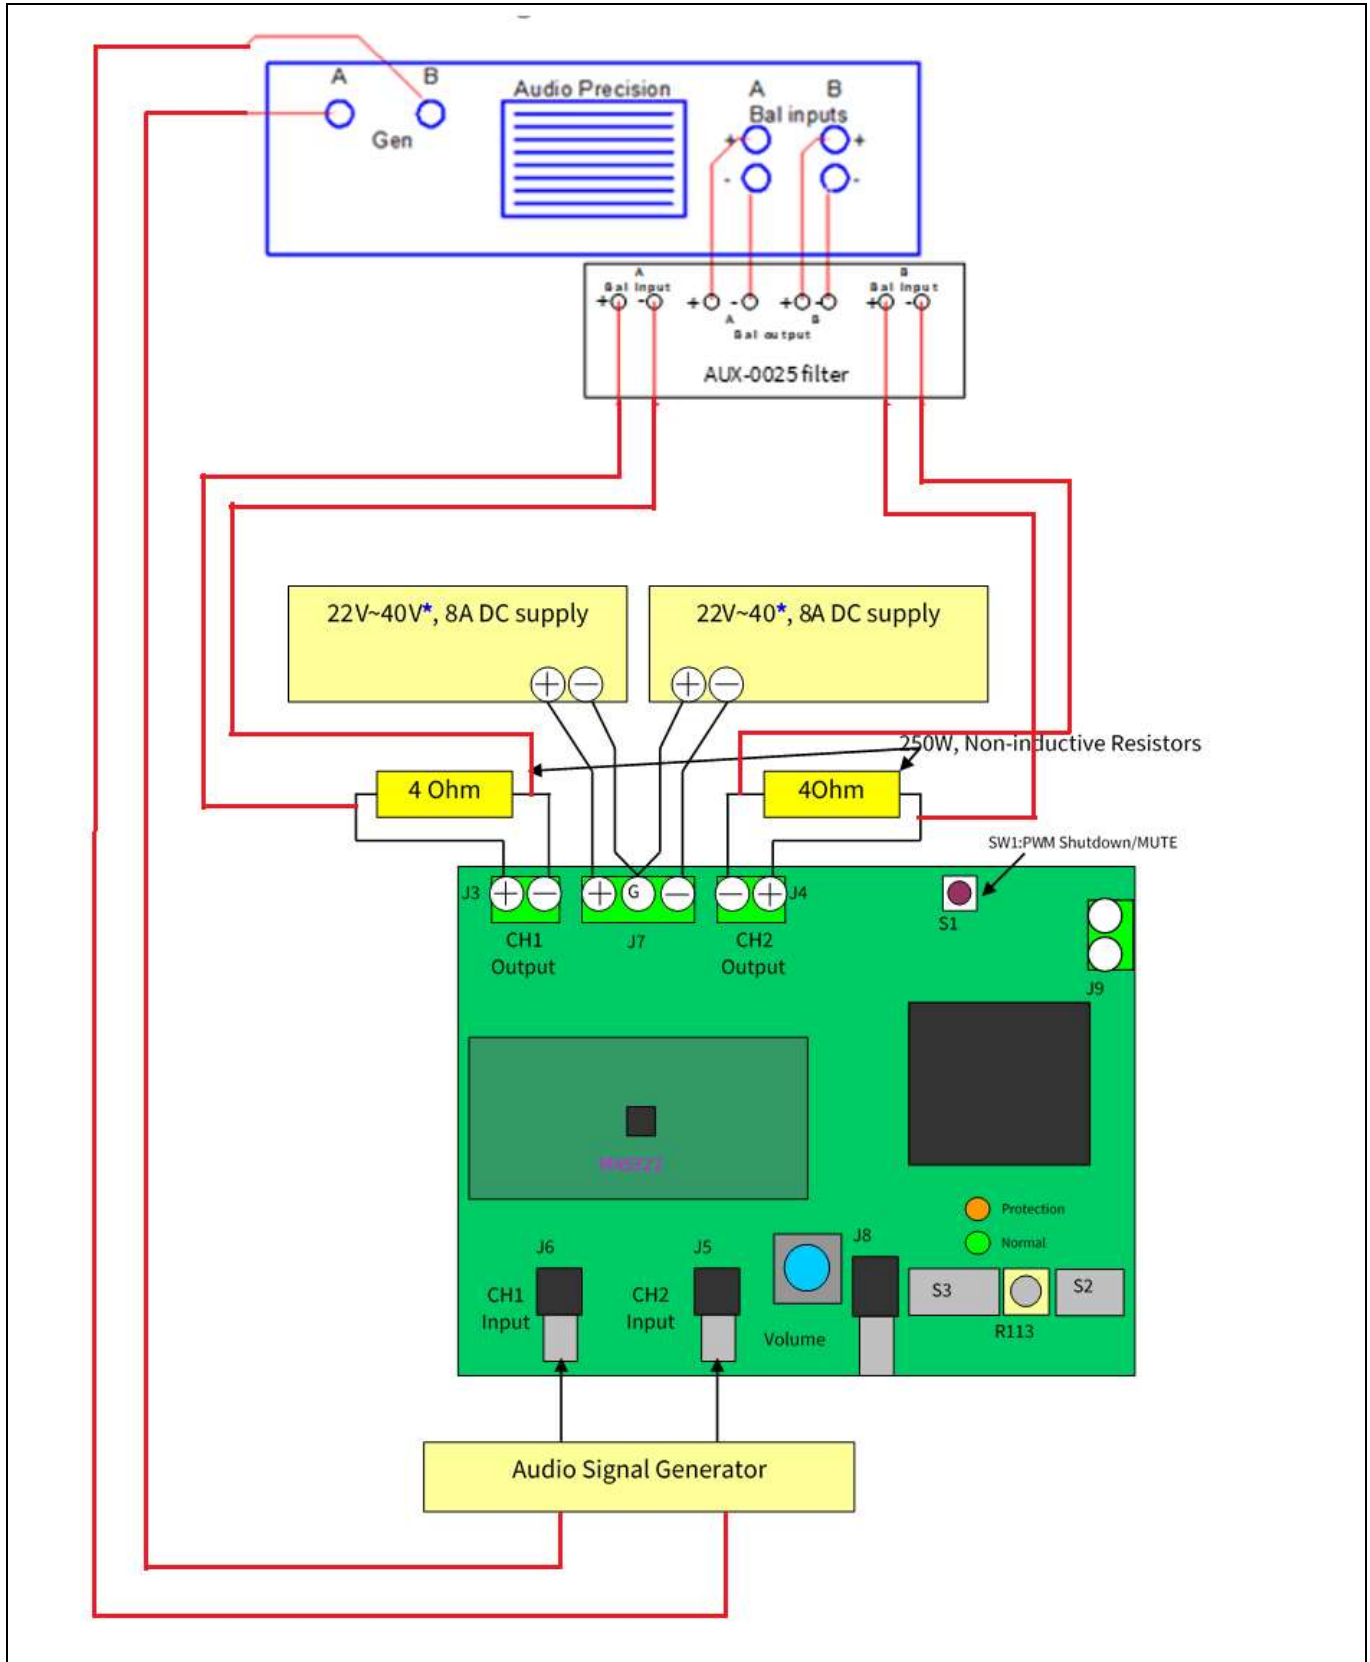 A B
Gen
Audio Precision
A B
Bal inputs
+ +
- -
A
Bal Input
+ -
+ - + -
A B
Bal output
B
Bal Input
+ -
AUX-0025 filter
22V~40V*, 8A DC supply
22V~40*, 8A DC supply
+ − + −
250W, Non-inductive Resistors
4 Ohm
4Ohm
SW1:PWM Shutdown/MUTE
J3 + −
+ G −
− + J4
S1
CH1
Output
J7
CH2
Output
J9
Protection
Normal
J6
J5
J8
CH1
Input
CH2
Input
Volume
S3
S2
R113
Audio Signal Generator